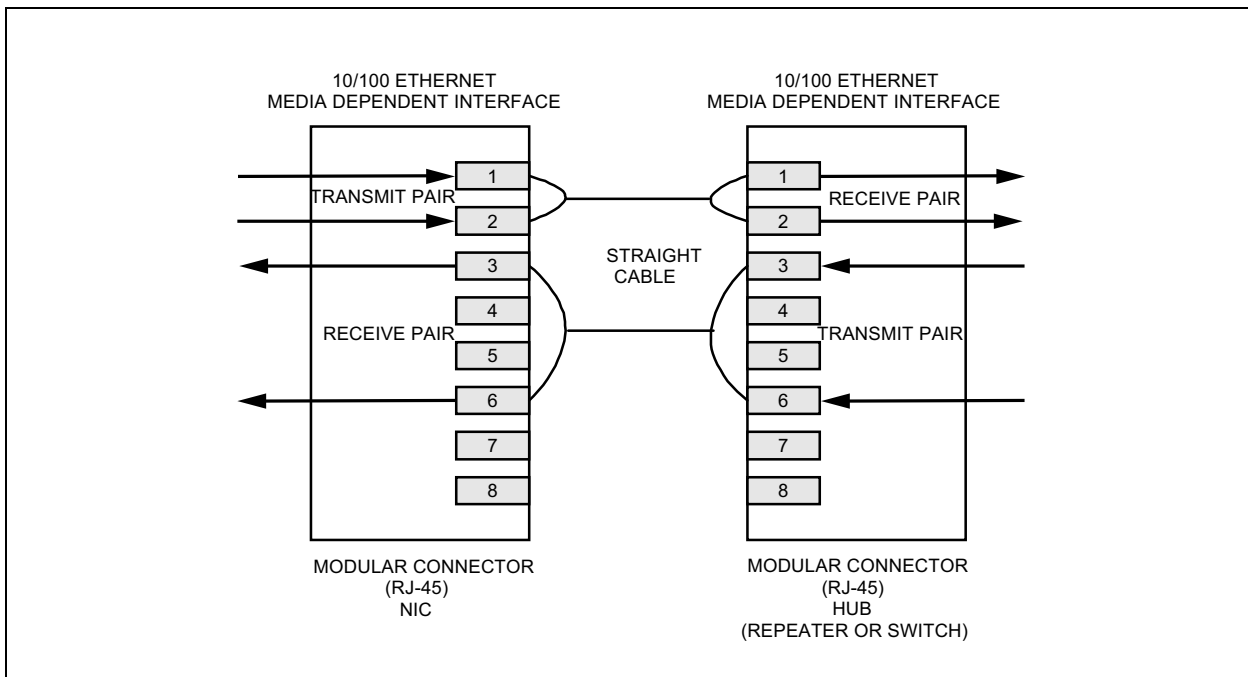 10/100 ETHERNET
MEDIA DEPENDENT INTERFACE
1
TRANSMIT PAIR
2
3
4
RECEIVE PAIR
5
6
7
8
MODULAR CONNECTOR
(RJ-45)
NIC
STRAIGHT
CABLE
10/100 ETHERNET
MEDIA DEPENDENT INTERFACE
1
RECEIVE PAIR
2
3
4
TRANSMIT PAIR
5
6
7
8
MODULAR CONNECTOR
(RJ-45)
HUB
(REPEATER OR SWITCH)